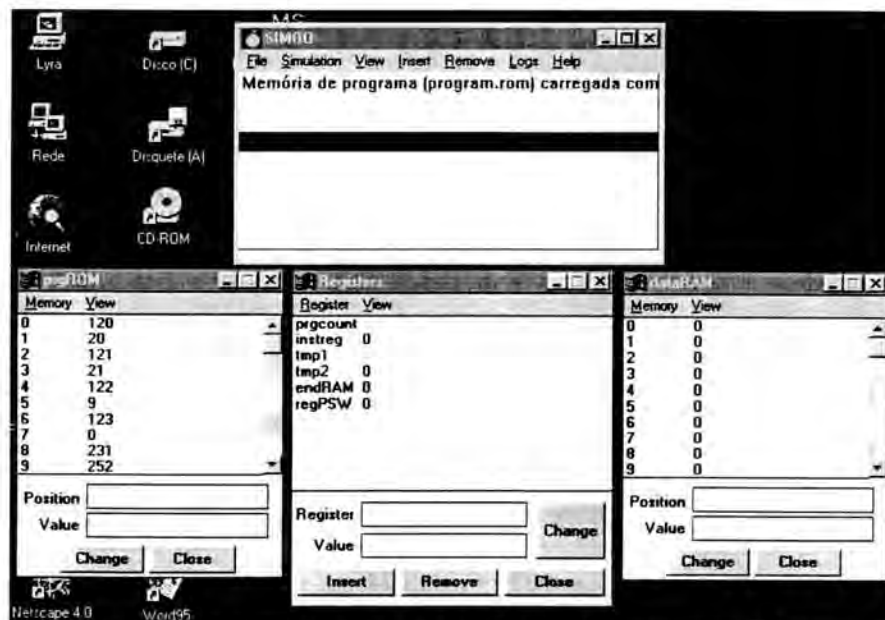 MS
Lyra
Disco (C)
Rede
Disquete (A)
Internet
CD-ROM
File Simulation View Insert Remove Logs Help
Memória de programa (program.rom) carregada com
prgROM
Memory View
0 120
1 20
2 121
3 21
4 122
5 9
6 123
7 0
8 231
9 252
Position
Value
Change Close
Registers
Register View
prgcount
instreg 0
tmp1
tmp2 0
endRAM 0
regPSW 0
Register
Value
Change
Insert Remove Close
dataRAM
Memory View
0 0
1 0
2 0
3 0
4 0
5 0
6 0
7 0
8 0
9 0
Position
Value
Change Close
Netscape 4.0
Word95